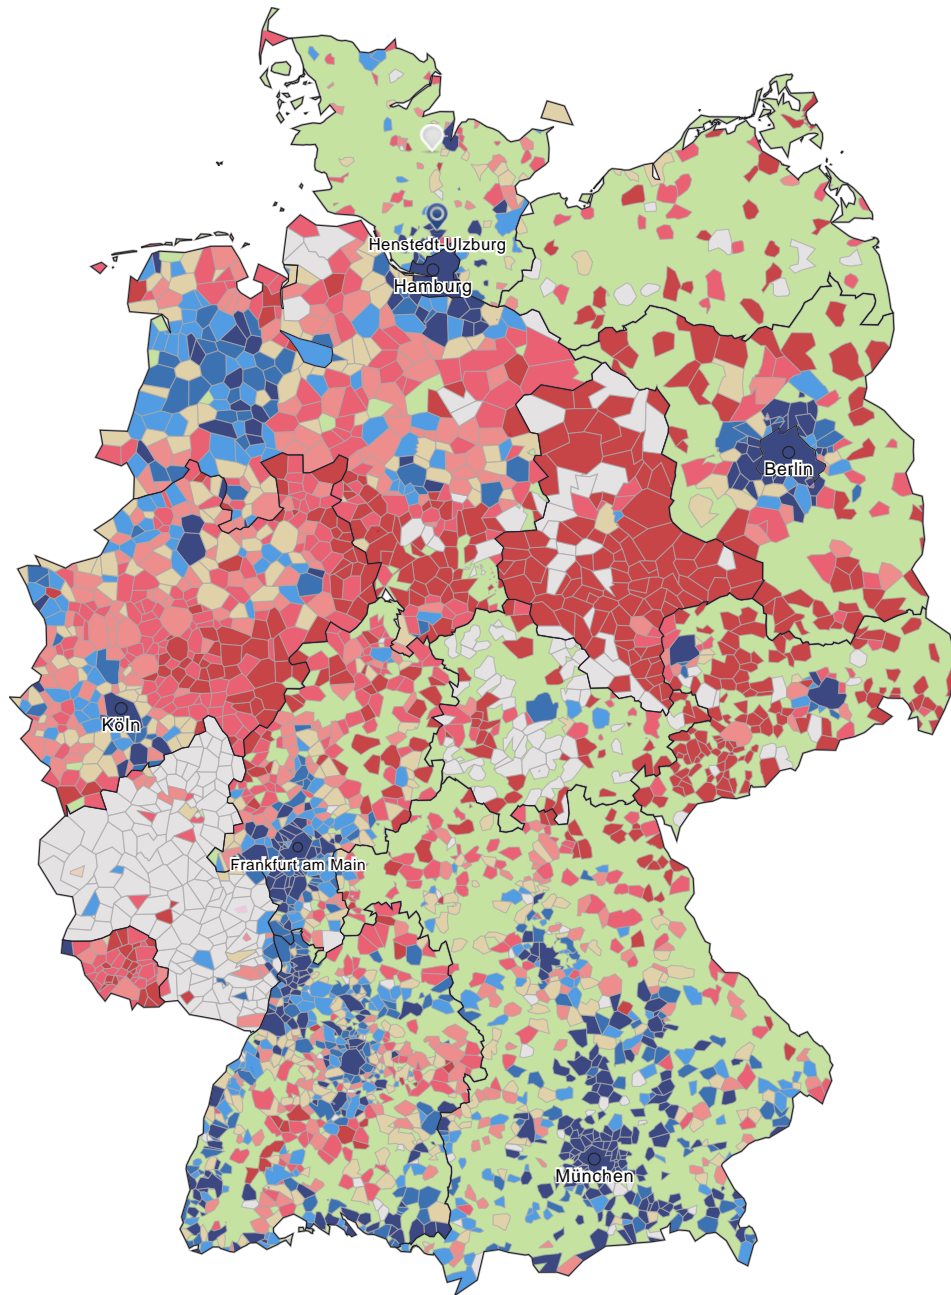 Henstedt-Ulzburg
Hamburg
Berlin
Köln
Frankfurt am Main
München